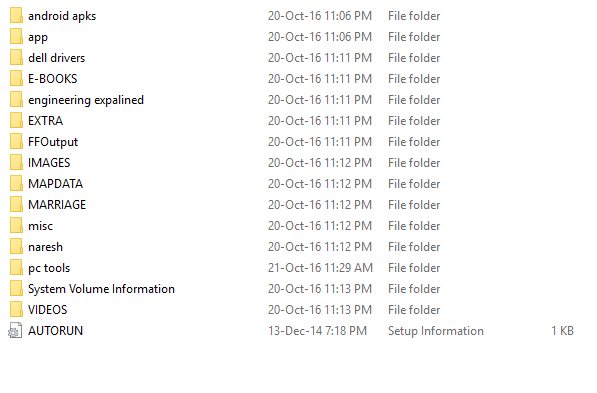 android apks 20-Oct-16 11:06 PM File folder
app 20-Oct-16 11:06 PM File folder
dell drivers 20-Oct-16 11:11 PM File folder
E-BOOKS 20-Oct-16 11:11 PM File folder
engineering expalined 20-Oct-16 11:11 PM File folder
EXTRA 20-Oct-16 11:11 PM File folder
FFOutput 20-Oct-16 11:11 PM File folder
IMAGES 20-Oct-16 11:12 PM File folder
MAPDATA 20-Oct-16 11:12 PM File folder
MARRIAGE 20-Oct-16 11:12 PM File folder
misc 20-Oct-16 11:12 PM File folder
naresh 20-Oct-16 11:12 PM File folder
pc tools 21-Oct-16 11:29 AM File folder
System Volume Information 20-Oct-16 11:13 PM File folder
VIDEOS 20-Oct-16 11:13 PM File folder
AUTORUN 13-Dec-14 7:18 PM Setup Information 1 KB